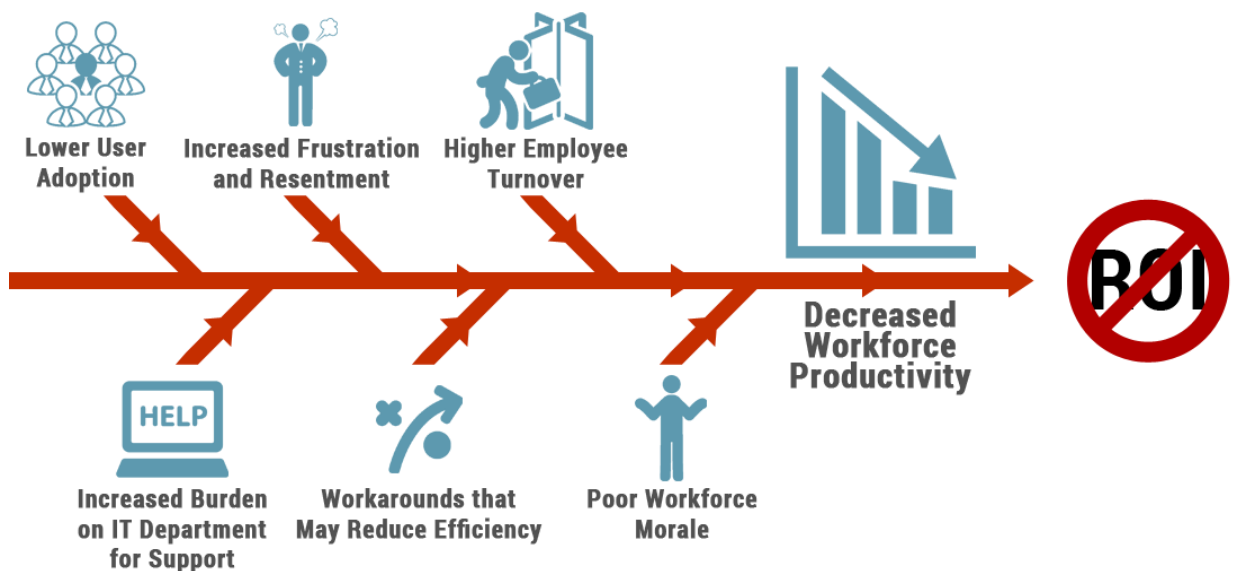 Lower User
Adoption
Increased Frustration
and Resentment
Higher Employee
Turnover
ROI
Decreased
Workforce
Productivity
HELP
Increased Burden
on IT Department
for Support
Workarounds that
May Reduce Efficiency
Poor Workforce
Morale